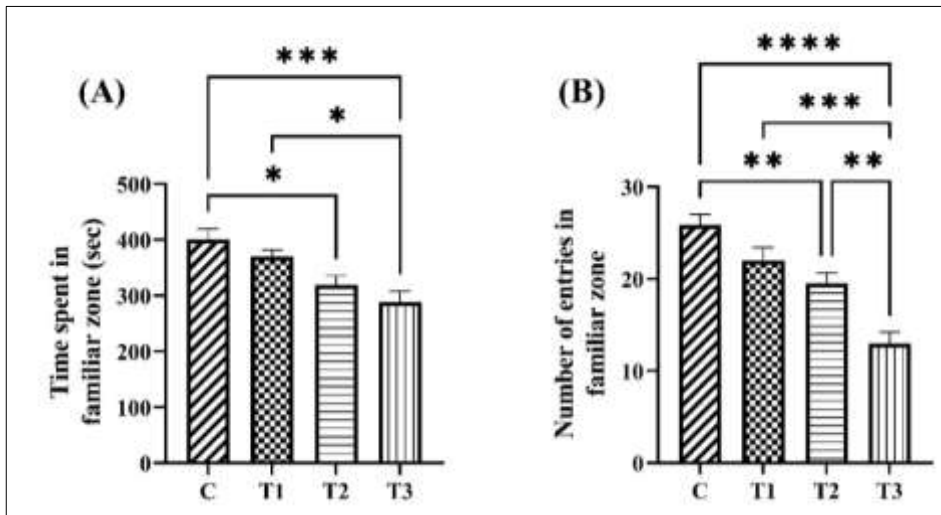 (A)
***
*
*
Time spent in
familiar zone (sec)
500
400
300
200
100
0
C T1 T2 T3
(B)
****
***
** **
Number of entries in
familiar zone
30
20
10
0
C T1 T2 T3